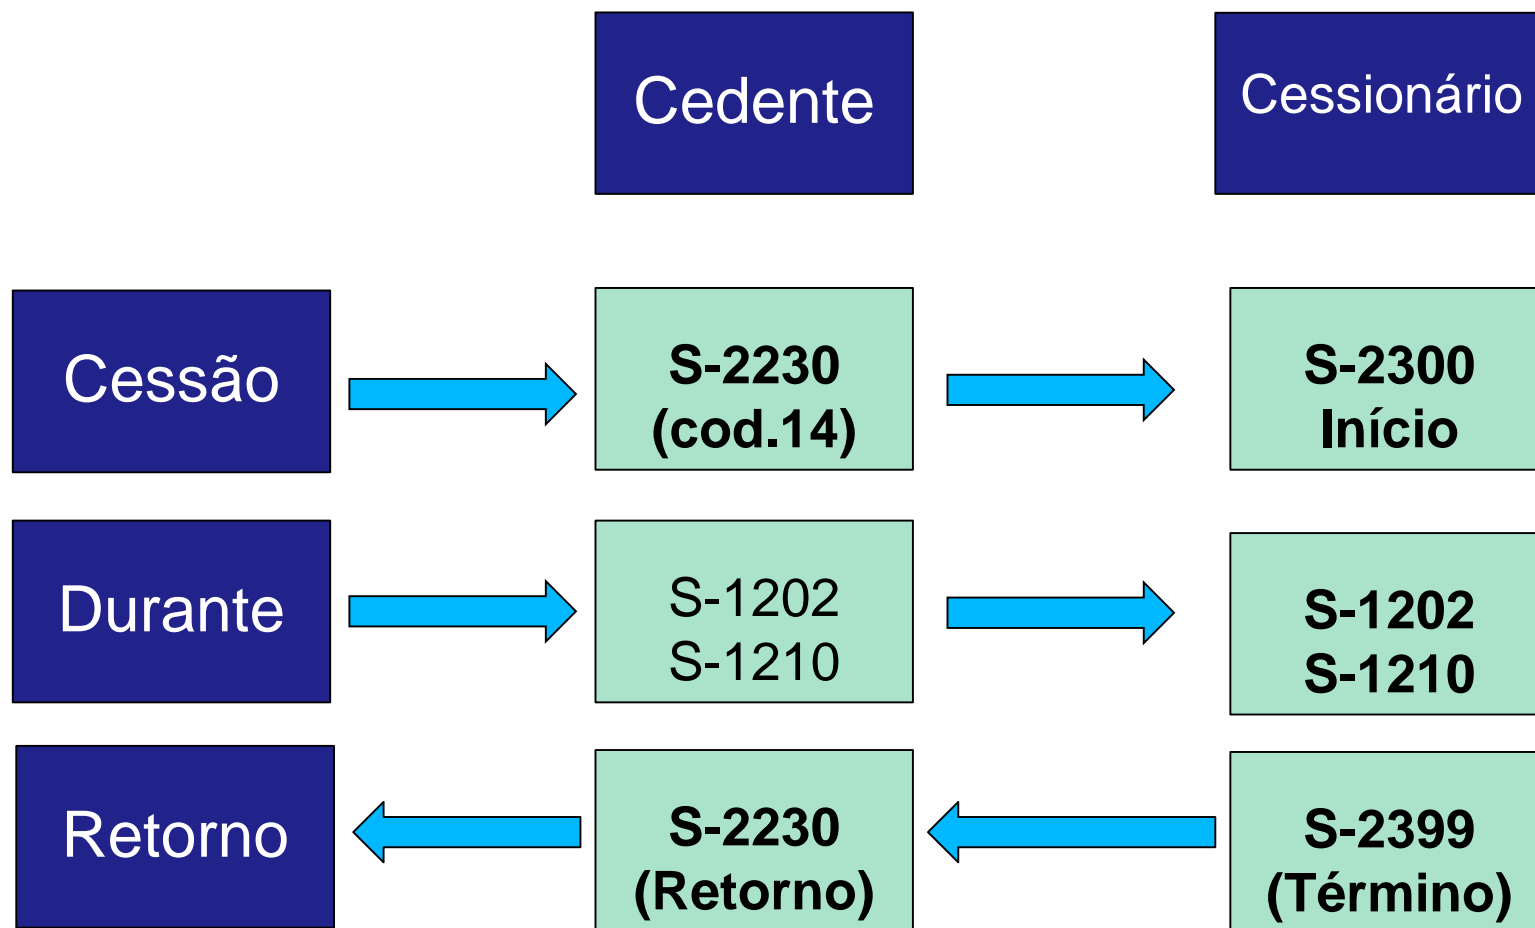 Cedente
Cessionário
Cessão
S-2230
(cod.14)
S-2300
Início
Durante
S-1202
S-1210
S-1202
S-1210
Retorno
S-2230
(Retorno)
S-2399
(Término)